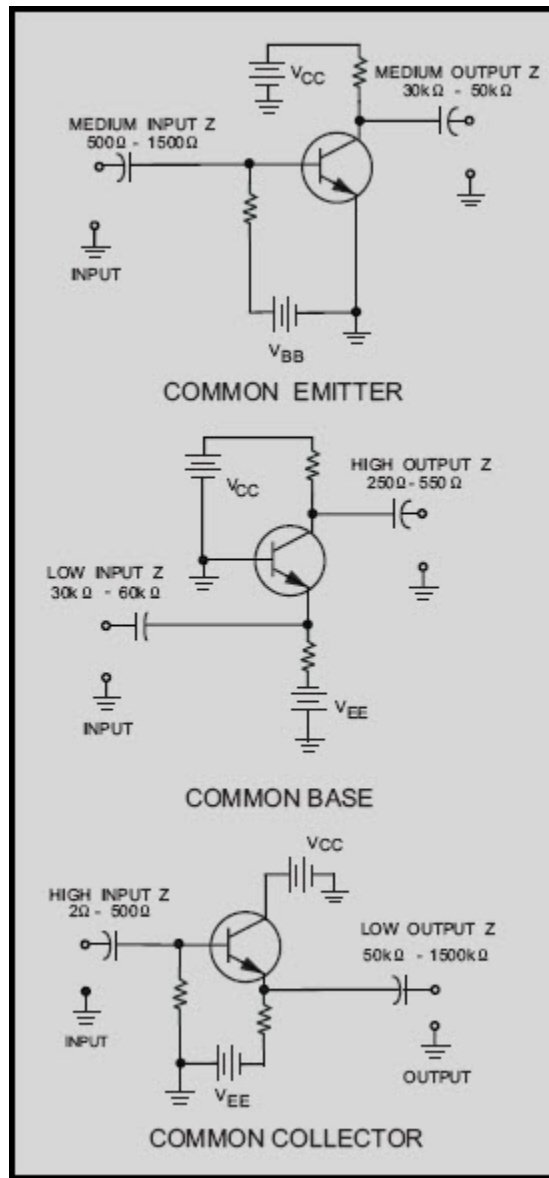 VCC
MEDIUM OUTPUT Z
30kΩ - 50kΩ
MEDIUM INPUT Z
500Ω - 1500Ω
INPUT
VBB
COMMON EMITTER
VCC
HIGH OUTPUT Z
250Ω - 550Ω
LOW INPUT Z
30kΩ - 60kΩ
INPUT
VEE
COMMON BASE
VCC
HIGH INPUT Z
2Ω - 500Ω
LOW OUTPUT Z
50kΩ - 1500kΩ
INPUT
OUTPUT
VEE
COMMON COLLECTOR